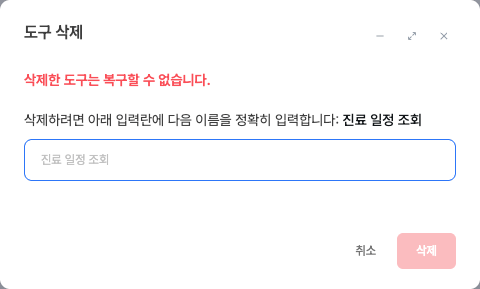 도구 삭제
삭제한 도구는 복구할 수 없습니다.
삭제하려면 아래 입력란에 다음 이름을 정확히 입력합니다: 진료 일정 조회
진료 일정 조회
취소 삭제